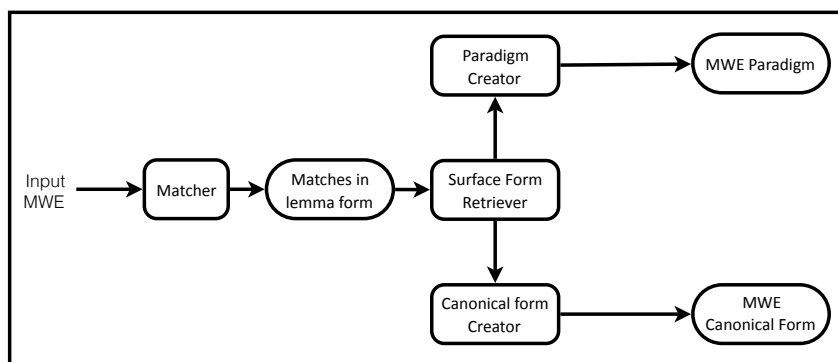 Paradigm
Creator
MWE Paradigm
Input
MWE
Matcher
Matches in
lemma form
Surface Form
Retriever
Canonical form
Creator
MWE
Canonical Form